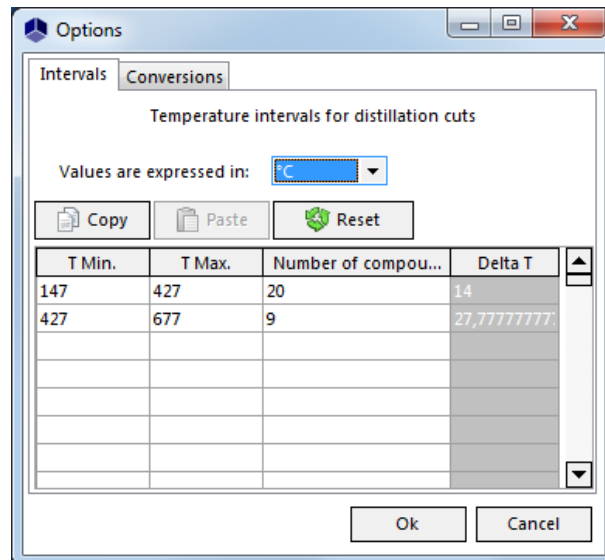 Options
Intervals Conversions
Temperature intervals for distillation cuts
Values are expressed in: °C
Copy Paste Reset
T Min. T Max. Number of compou... Delta T
147 427 20 14
427 677 9 27,777777777
Ok Cancel